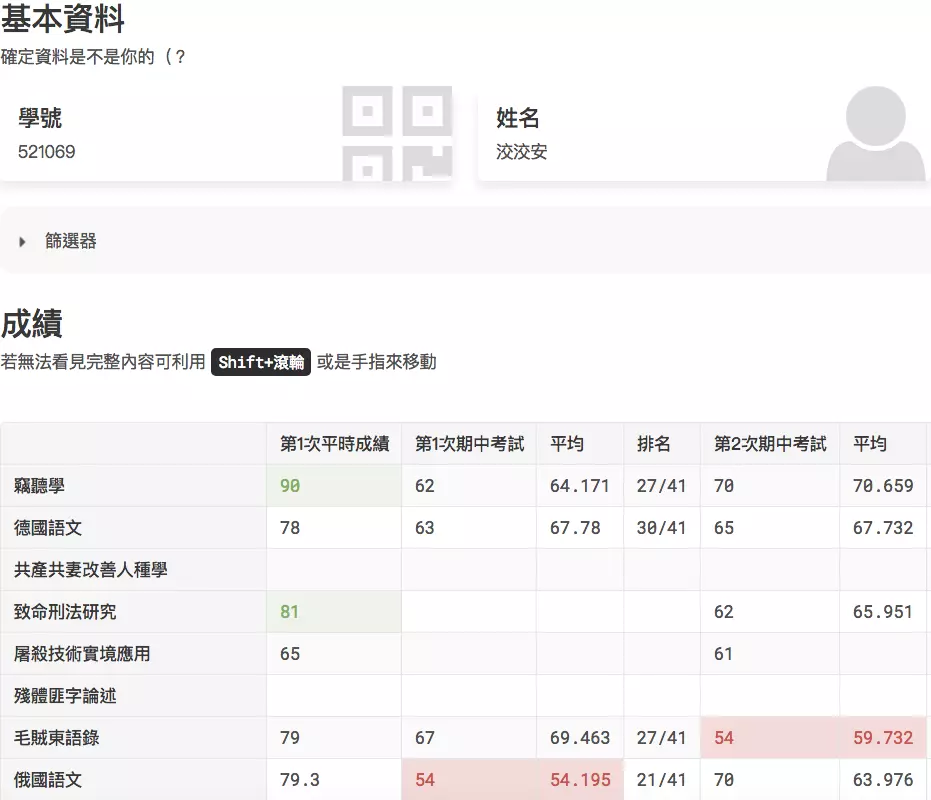 基本資料
確定資料是不是你的（？
學號
521069
姓名
洨洨安
篩選器
成績
若無法看見完整內容可利用 Shift+滾輪 或是手指來移動
第1次平時成績 第1次期中考試 平均 排名 第2次期中考試 平均
竊聽學 90 62 64.171 27/41 70 70.659
德國語文 78 63 67.78 30/41 65 67.732
共產共妻改善人種學
致命刑法研究 81 62 65.951
屠殺技術實境應用 65 61
殘體匪字論述
毛賊東語錄 79 67 69.463 27/41 54 59.732
俄國語文 79.3 54 54.195 21/41 70 63.976